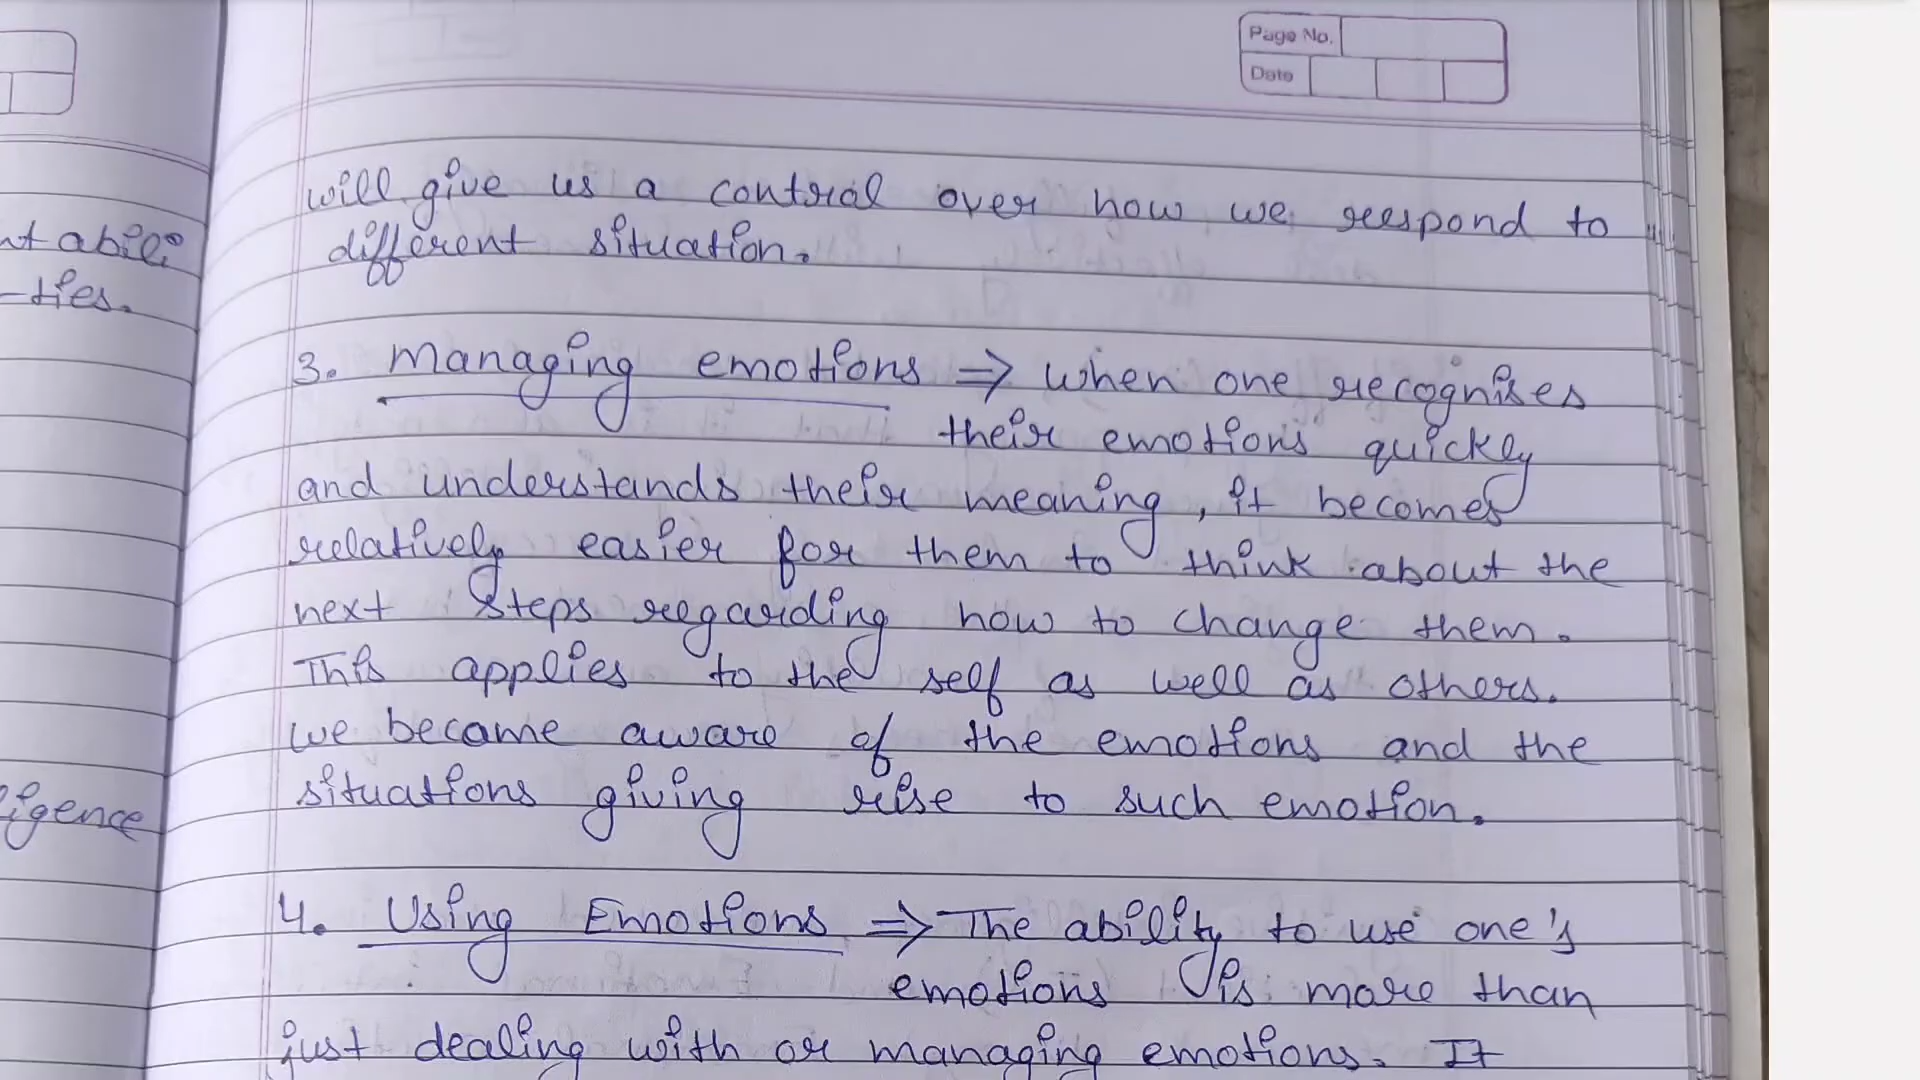 Page No.
Date
nt abili
-ties.
igence
will give us a control over how we respond to
different situation.
3. Managing emotions ⇒ when one recognises
their emotions quickly
and understands their meaning, it becomes
relatively easier for them to think about the
next steps regarding how to change them.
This applies to the self as well as others.
we became aware of the emotions and the
situations giving rise to such emotion.
4. Using Emotions ⇒ The ability to use one's
emotions is more than
just dealing with or managing emotions. It